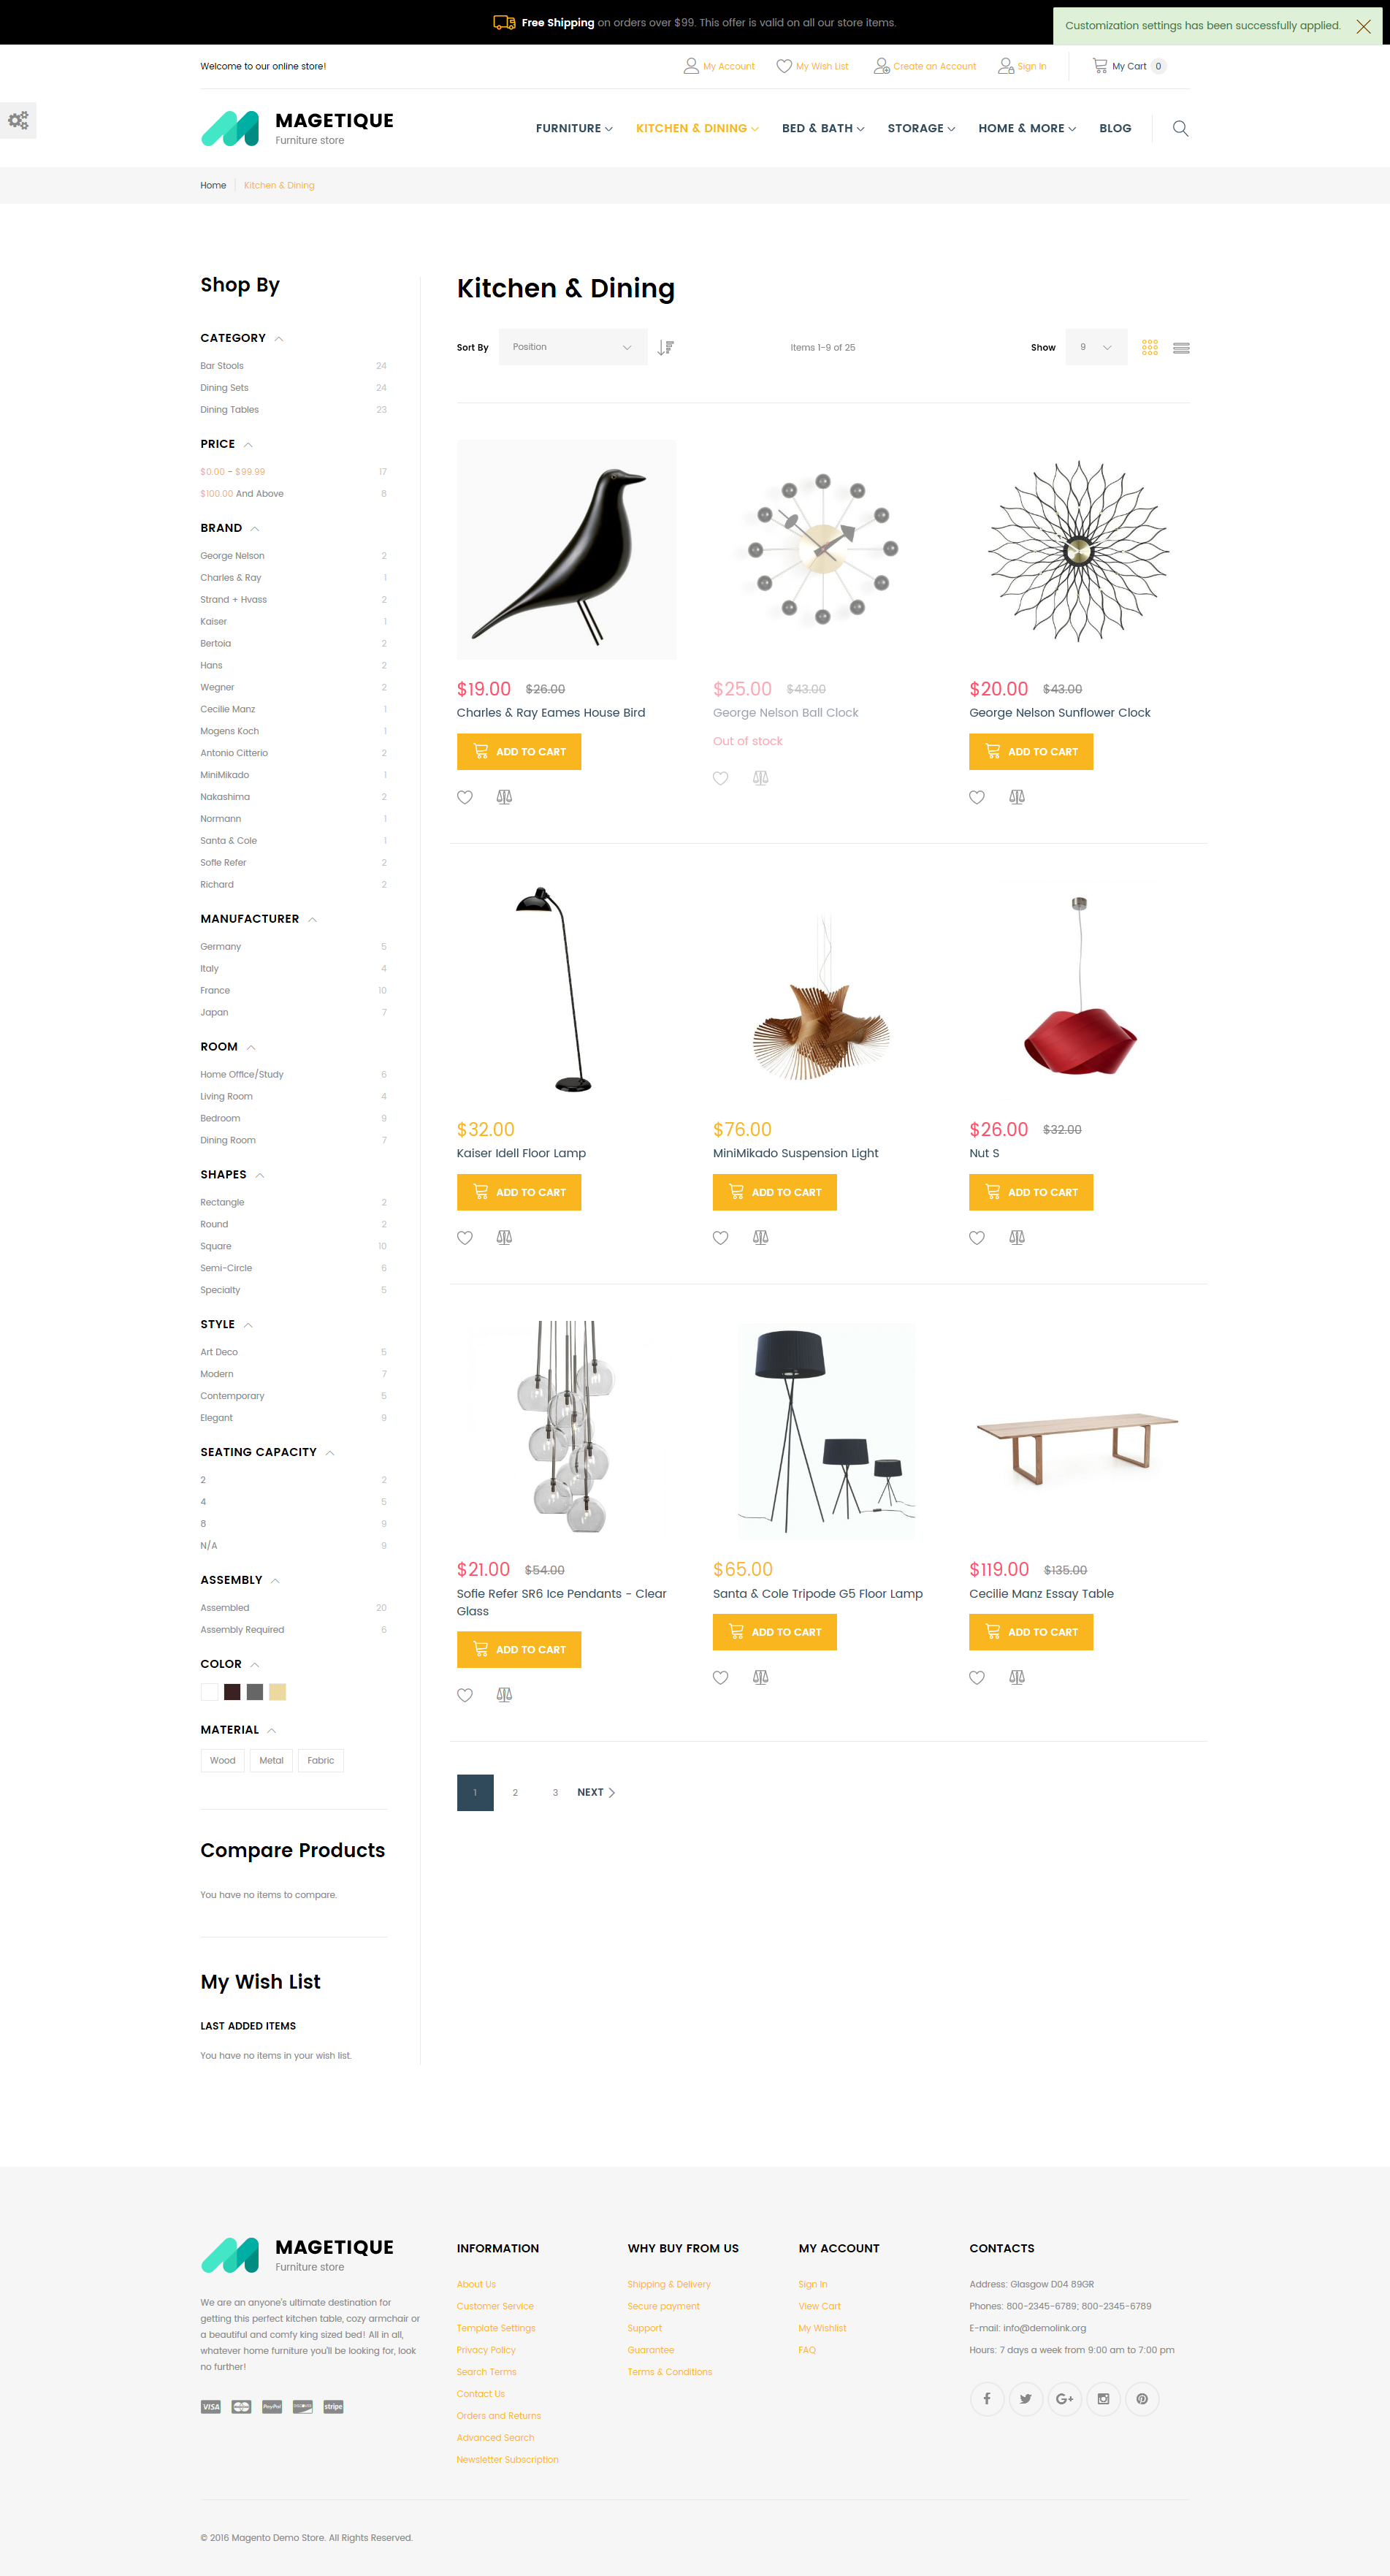 Free Shipping on orders over $99. This offer is valid on all our store items.
Customization settings has been successfully applied.
Welcome to our online store!
My Account
My Wish List
Create an Account
Sign In
My Cart 0
MAGETIQUE
Furniture store
FURNITURE
KITCHEN & DINING
BED & BATH
STORAGE
HOME & MORE
BLOG
Home
Kitchen & Dining
Shop By
CATEGORY
Bar Stools 24
Dining Sets 24
Dining Tables 23
PRICE
$0.00 - $99.99 17
$100.00 And Above 8
BRAND
George Nelson 2
Charles & Ray 1
Strand + Hvass 2
Kaiser 1
Bertoia 2
Hans 2
Wegner 2
Cecilie Manz 1
Mogens Koch 1
Antonio Citterio 2
MiniMikado 1
Nakashima 2
Normann 1
Santa & Cole 1
Sofie Refer 2
Richard 2
MANUFACTURER
Germany 5
Italy 4
France 10
Japan 7
ROOM
Home Office/Study 6
Living Room 4
Bedroom 9
Dining Room 7
SHAPES
Rectangle 2
Round 2
Square 10
Semi-Circle 6
Specialty 5
STYLE
Art Deco 5
Modern 7
Contemporary 5
Elegant 9
SEATING CAPACITY
2 2
4 5
8 9
N/A 9
ASSEMBLY
Assembled 20
Assembly Required 6
COLOR
MATERIAL
Wood
Metal
Fabric
Compare Products
You have no items to compare.
My Wish List
LAST ADDED ITEMS
You have no items in your wish list.
Kitchen & Dining
Sort By
Position
Items 1-9 of 25
Show
9
$19.00 $26.00
Charles & Ray Eames House Bird
ADD TO CART
$25.00 $43.00
George Nelson Ball Clock
Out of stock
$20.00 $43.00
George Nelson Sunflower Clock
ADD TO CART
$32.00
Kaiser Idell Floor Lamp
ADD TO CART
$76.00
MiniMikado Suspension Light
ADD TO CART
$26.00 $32.00
Nut S
ADD TO CART
$21.00 $54.00
Sofie Refer SR6 Ice Pendants - Clear
Glass
ADD TO CART
$65.00
Santa & Cole Tripode G5 Floor Lamp
ADD TO CART
$119.00 $135.00
Cecilie Manz Essay Table
ADD TO CART
1 2 3 NEXT
MAGETIQUE
Furniture store
We are an anyone's ultimate destination for
getting this perfect kitchen table, cozy armchair or
a beautiful and comfy king sized bed! All in all,
whatever home furniture you'll be looking for, look
no further!
VISA
PayPal
stripe
INFORMATION
About Us
Customer Service
Template Settings
Privacy Policy
Search Terms
Contact Us
Orders and Returns
Advanced Search
Newsletter Subscription
WHY BUY FROM US
Shipping & Delivery
Secure payment
Support
Guarantee
Terms & Conditions
MY ACCOUNT
Sign In
View Cart
My Wishlist
FAQ
CONTACTS
Address: Glasgow D04 89GR
Phones: 800-2345-6789; 800-2345-6789
E-mail: info@demolink.org
Hours: 7 days a week from 9:00 am to 7:00 pm
© 2016 Magento Demo Store. All Rights Reserved.